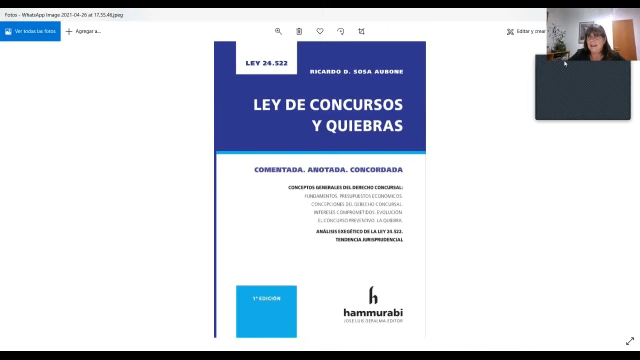 Fotos - WhatsApp Image 2021-04-26 at 17.35.46.jpeg
Ver todas las fotos
Agregar a...
Editar y crear
LEY 24.522
RICARDO D. SOSA AUBONE
LEY DE CONCURSOS
Y QUIEBRAS
COMENTADA. ANOTADA. CONCORDADA
CONCEPTOS GENERALES DEL DERECHO CONCURSAL:
FUNDAMENTOS. PRESUPUESTOS ECONÓMICOS.
CONCEPCIONES DEL DERECHO CONCURSAL.
INTERESES COMPROMETIDOS. EVOLUCIÓN.
EL CONCURSO PREVENTIVO. LA QUIEBRA.
ANÁLISIS EXEGÉTICO DE LA LEY 24.522.
TENDENCIA JURISPRUDENCIAL
1ª EDICIÓN
h
hammurabi
JOSE LUIS DEPALMA EDITOR